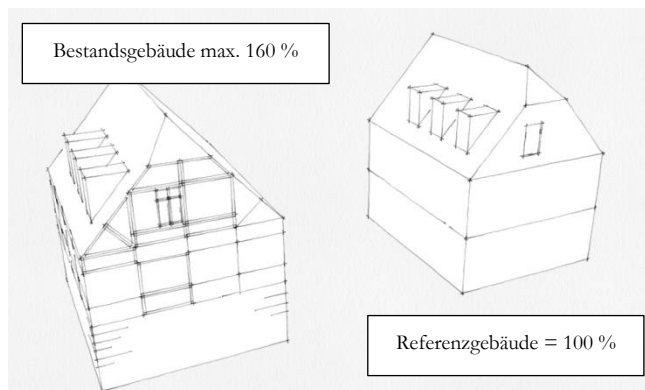 Bestandsgebäude max. 160 %
Referenzgebäude = 100 %